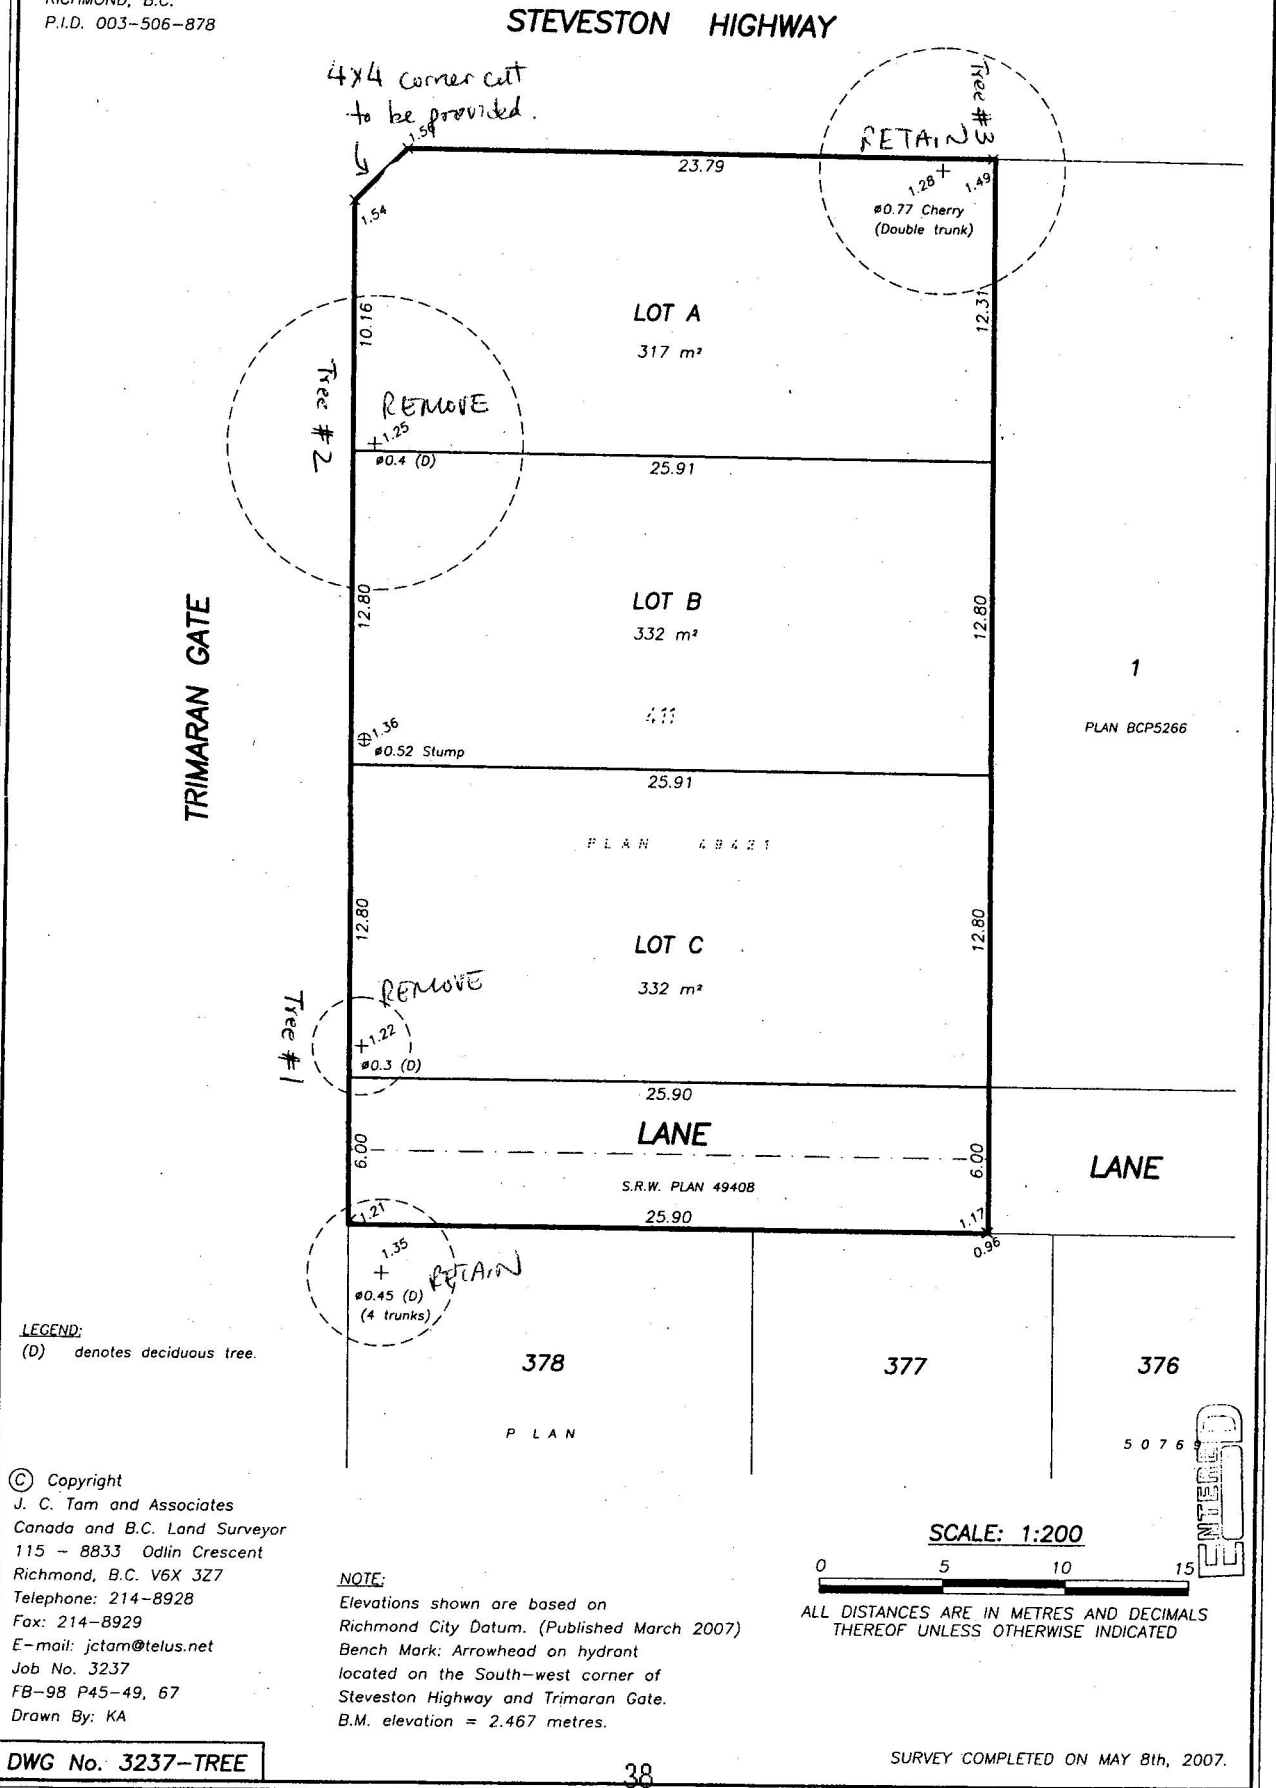 RICHMOND, B.C.
P.I.D. 003-506-878
STEVESTON HIGHWAY
4x4 corner cut
to be provided.
1.56
Tree #3
RETAIN
23.79
1.28
1.49
ø0.77 Cherry
(Double trunk)
1.54
10.16
LOT A
317 m²
12.31
Tree #2
REMOVE
1.25
ø0.4 (D)
25.91
TRIMARAN GATE
12.80
LOT B
332 m²
12.80
1
PLAN BCP5266
411
1.36
ø0.52 Stump
25.91
PLAN 49421
12.80
LOT C
332 m²
12.80
REMOVE
Tree #1
1.22
ø0.3 (D)
25.90
LANE
6.00
6.00
LANE
S.R.W. PLAN 49408
1.21
25.90
1.17
0.96
1.35
RETAIN
ø0.45 (D)
(4 trunks)
LEGEND:
(D) denotes deciduous tree.
378
377
376
PLAN
50769
ENTERED
© Copyright
J. C. Tam and Associates
Canada and B.C. Land Surveyor
115 - 8833 Odlin Crescent
Richmond, B.C. V6X 3Z7
Telephone: 214-8928
Fax: 214-8929
E-mail: jctam@telus.net
Job No. 3237
FB-98 P45-49, 67
Drawn By: KA
NOTE:
Elevations shown are based on
Richmond City Datum. (Published March 2007)
Bench Mark: Arrowhead on hydrant
located on the South-west corner of
Steveston Highway and Trimaran Gate.
B.M. elevation = 2.467 metres.
SCALE: 1:200
0 5 10 15
ALL DISTANCES ARE IN METRES AND DECIMALS
THEREOF UNLESS OTHERWISE INDICATED
DWG No. 3237-TREE
38
SURVEY COMPLETED ON MAY 8th, 2007.